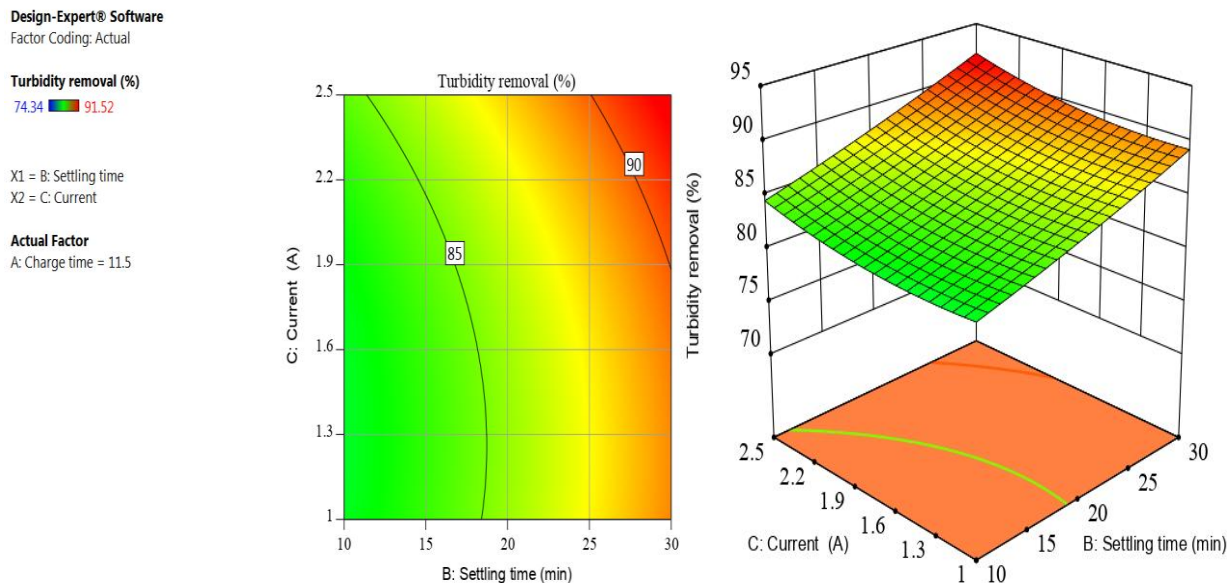 Design-Expert® Software
Factor Coding: Actual
Turbidity removal (%)
74.34 91.52
X1 = B: Settling time
X2 = C: Current
Actual Factor
A: Charge time = 11.5
Turbidity removal (%)
2.5
2.2
1.9
1.6
1.3
1
C: Current (A)
90
85
10 15 20 25 30
B: Settling time (min)
95
90
85
80
75
70
Turbidity removal (%)
2.5
2.2
1.9
1.6
1.3
1
C: Current (A)
30
25
20
15
10
B: Settling time (min)